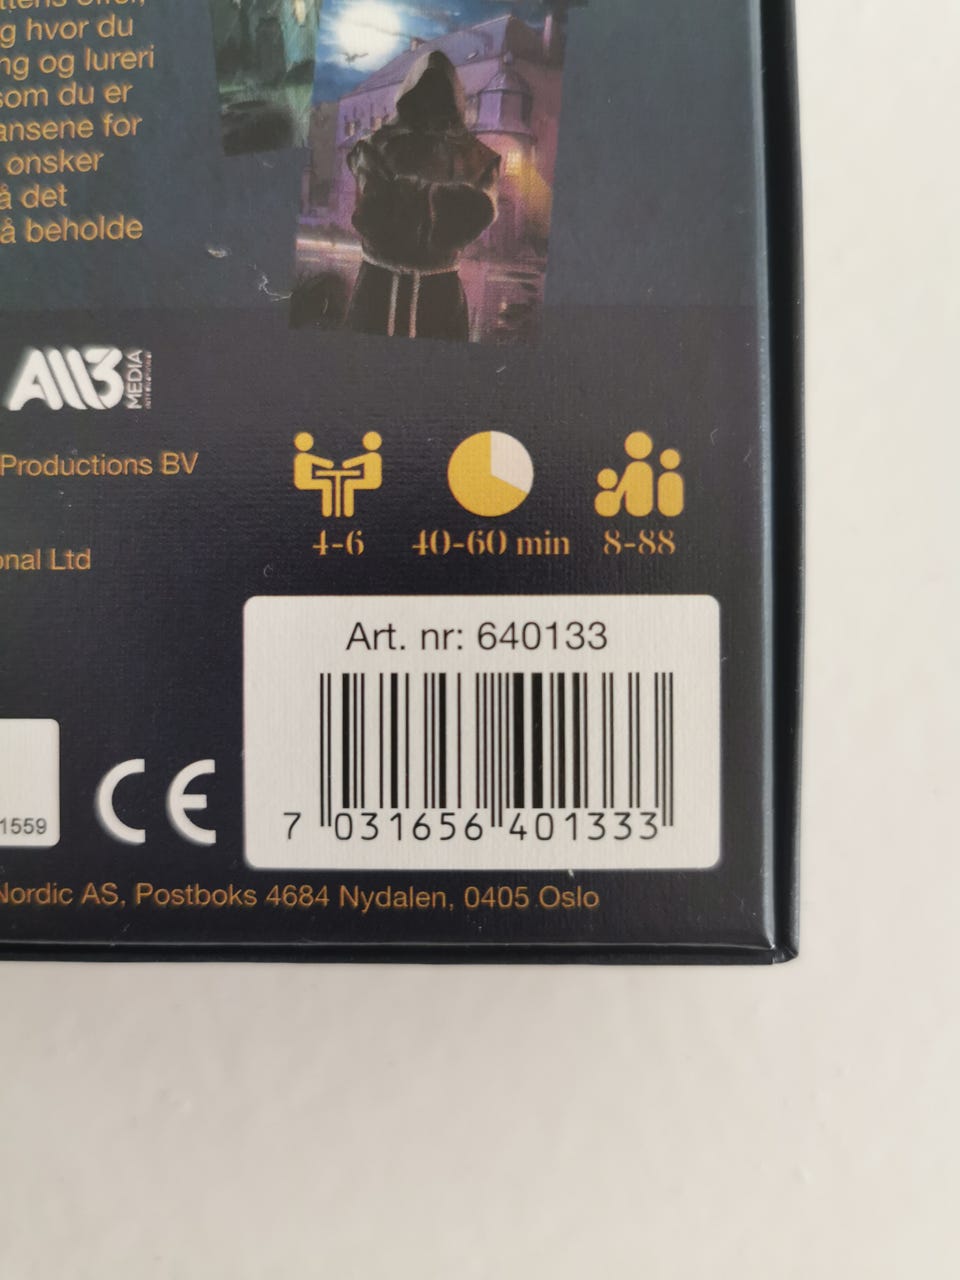 g hvor du
ng og lureri
som du er
ansene for
ønsker
å det
å beholde
All3
MEDIA
Productions BV
4-6
40-60 min
8-88
onal Ltd
Art. nr: 640133
7 031656 401333
1559
CE
Nordic AS, Postboks 4684 Nydalen, 0405 Oslo